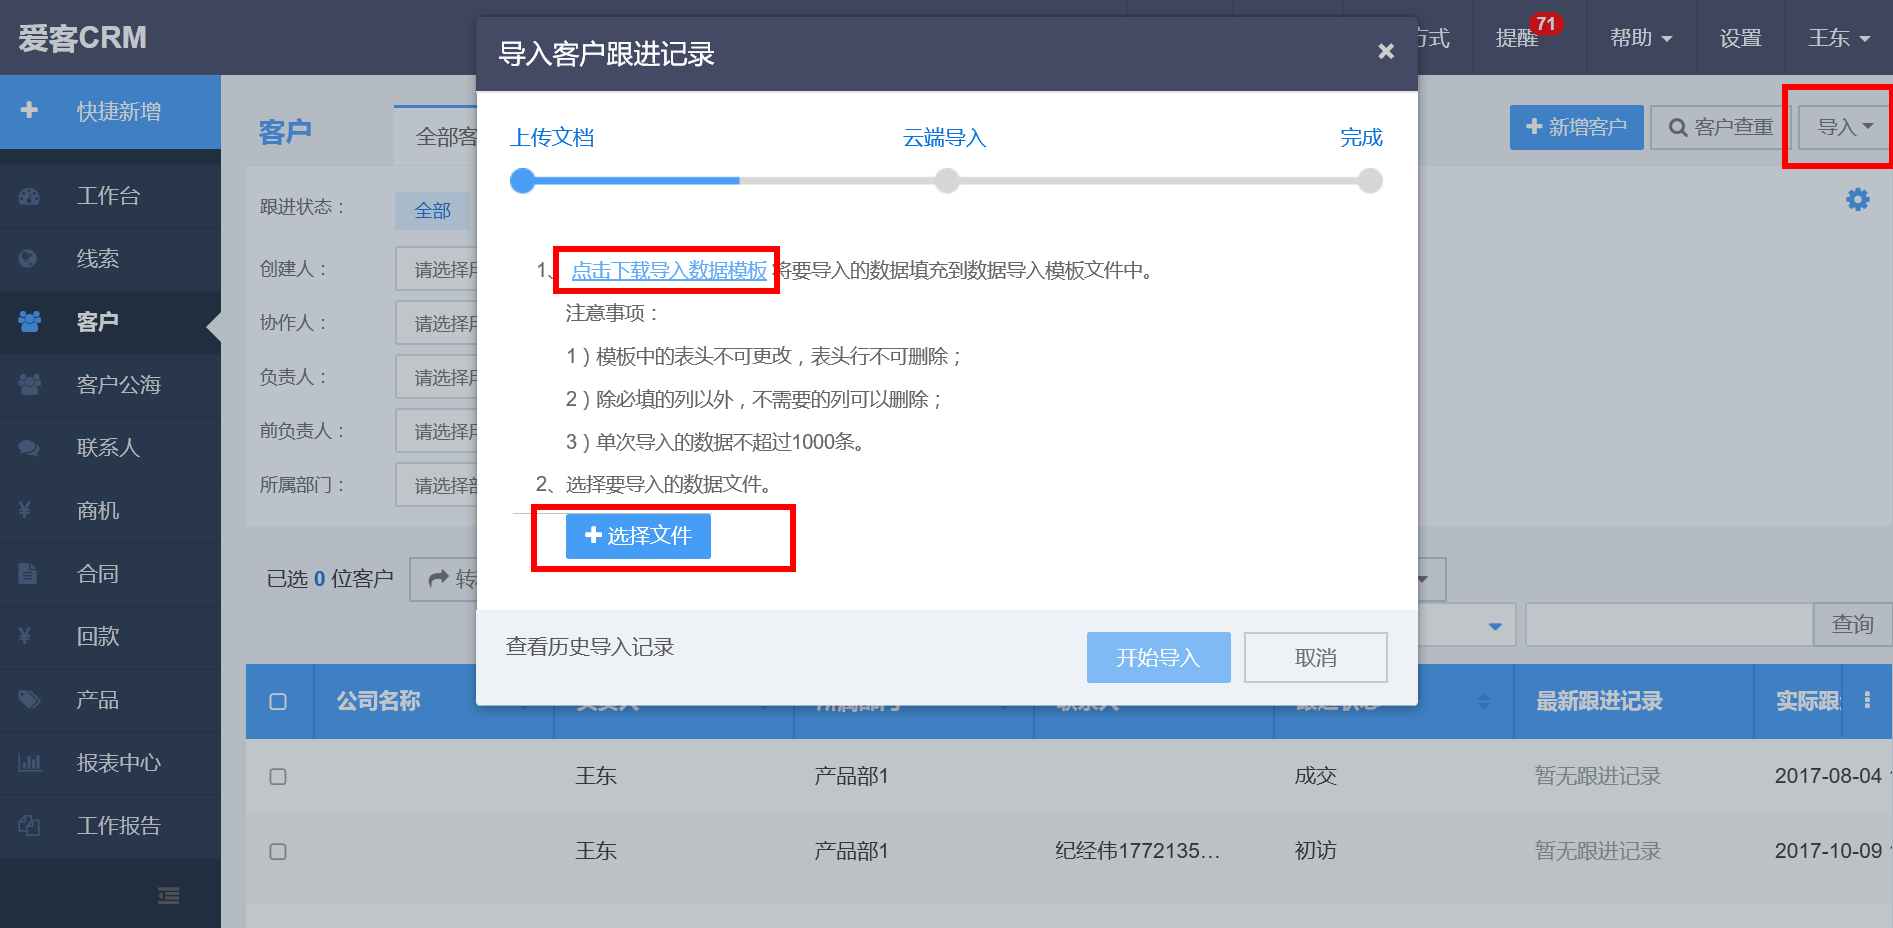 爱客CRM
方式
提醒
71
帮助
设置
王东
快捷新增
工作台
线索
客户
客户公海
联系人
商机
合同
回款
产品
报表中心
工作报告
客户
全部客
新增客户
客户查重
导入
跟进状态：
全部
创建人：
请选择用
协作人：
请选择用
负责人：
请选择用
前负责人：
请选择用
所属部门：
请选择部
导入客户跟进记录
×
上传文档
云端导入
完成
1、点击下载导入数据模板 将要导入的数据填充到数据导入模板文件中。
注意事项：
1）模板中的表头不可更改，表头行不可删除；
2）除必填的列以外，不需要的列可以删除；
3）单次导入的数据不超过1000条。
2、选择要导入的数据文件。
选择文件
查看历史导入记录
开始导入
取消
已选 0 位客户
转
查询
公司名称
负责人
所属部门
联系人
跟进状态
最新跟进记录
实际跟
王东
产品部1
成交
暂无跟进记录
2017-08-04
王东
产品部1
纪经伟1772135...
初访
暂无跟进记录
2017-10-09